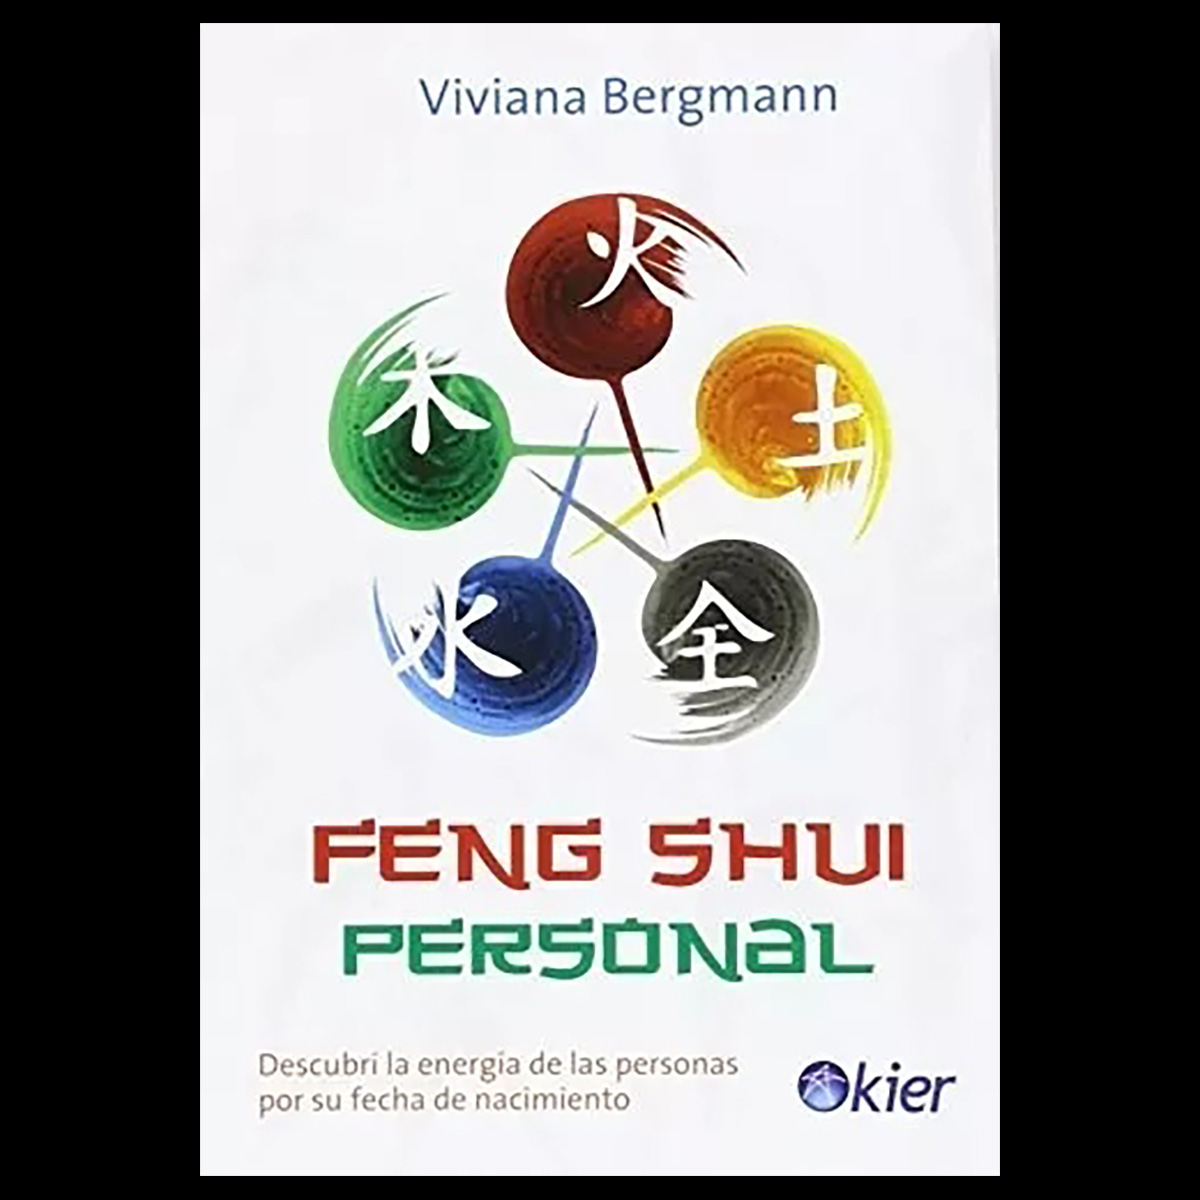 Viviana Bergmann
火
木
土
水
全
FENG SHUI
PERSONAL
Descubrí la energía de las personas
por su fecha de nacimiento
kier